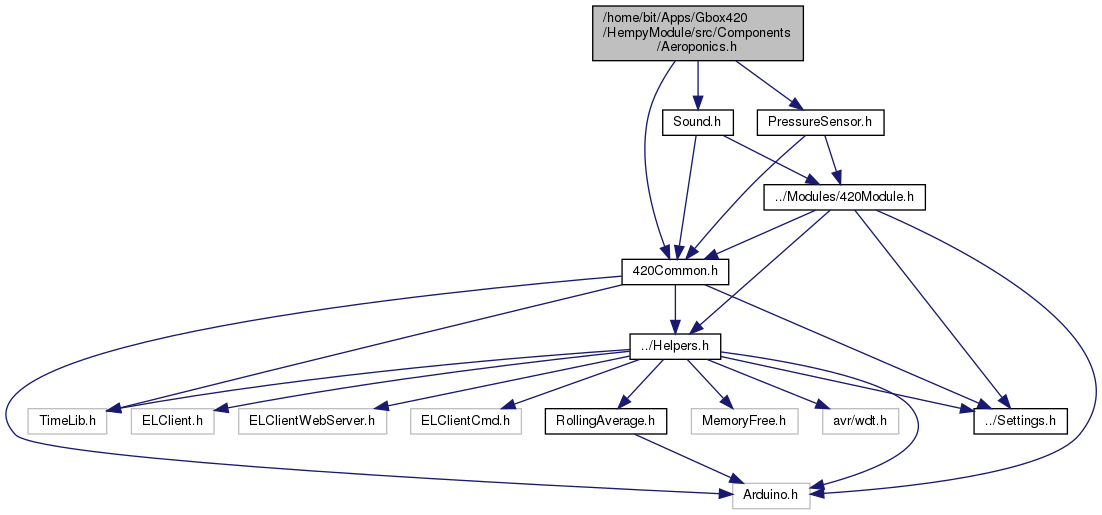 /home/bit/Apps/Gbox420
/HempyModule/src/Components
/Aeroponics.h
Sound.h
PressureSensor.h
../Modules/420Module.h
420Common.h
../Helpers.h
TimeLib.h
ELClient.h
ELClientWebServer.h
ELClientCmd.h
RollingAverage.h
MemoryFree.h
avr/wdt.h
../Settings.h
Arduino.h